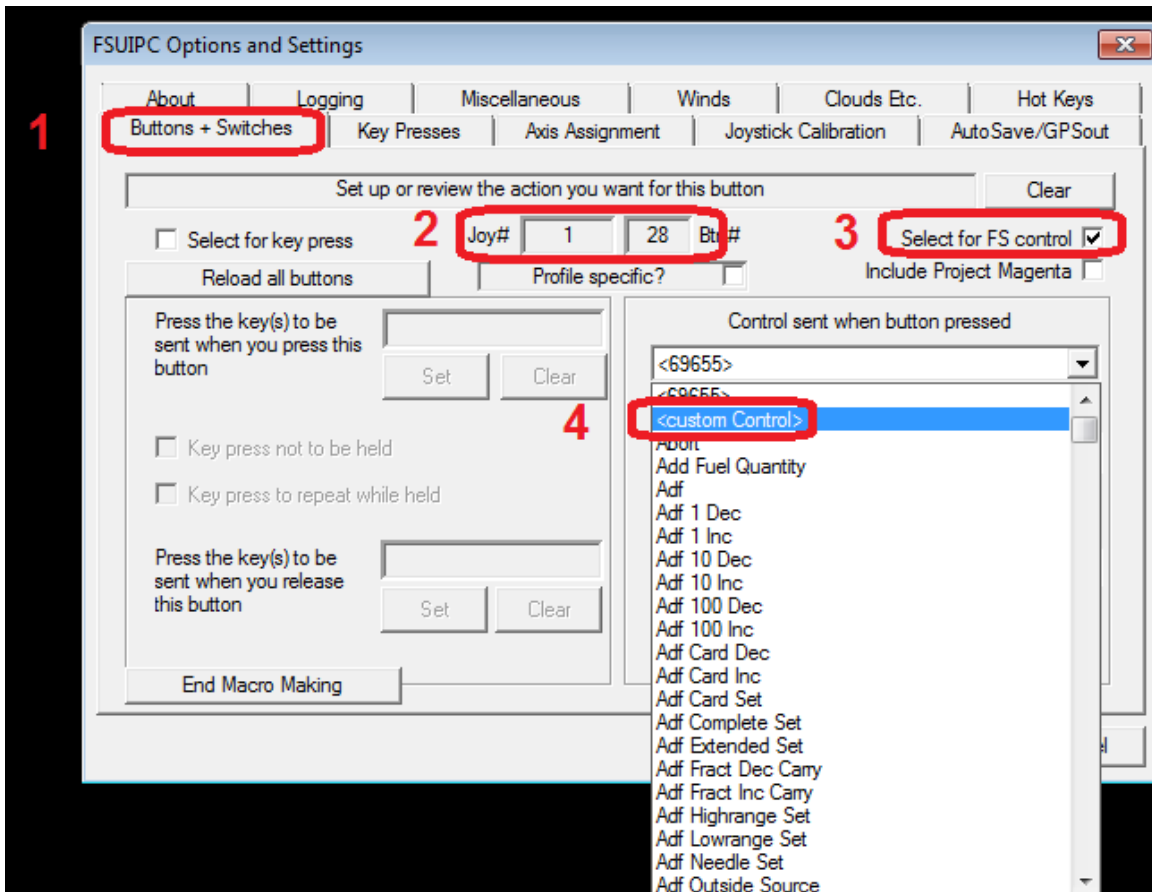 FSUIPC Options and Settings
About Logging Miscellaneous Winds Clouds Etc. Hot Keys
1 Buttons + Switches Key Presses Axis Assignment Joystick Calibration AutoSave/GPSout
Set up or review the action you want for this button Clear
Select for key press 2 Joy# 1 28 Btn# 3 Select for FS control
Reload all buttons Profile specific? Include Project Magenta
Press the key(s) to be
sent when you press this
button
Set Clear
Key press not to be held
Key press to repeat while held
Press the key(s) to be
sent when you release
this button
Set Clear
End Macro Making
Control sent when button pressed
<69655>
<69655>
4 <custom Control>
Abort
Add Fuel Quantity
Adf
Adf 1 Dec
Adf 1 Inc
Adf 10 Dec
Adf 10 Inc
Adf 100 Dec
Adf 100 Inc
Adf Card Dec
Adf Card Inc
Adf Card Set
Adf Complete Set
Adf Extended Set
Adf Fract Dec Carry
Adf Fract Inc Carry
Adf Highrange Set
Adf Lowrange Set
Adf Needle Set
Adf Outside Source